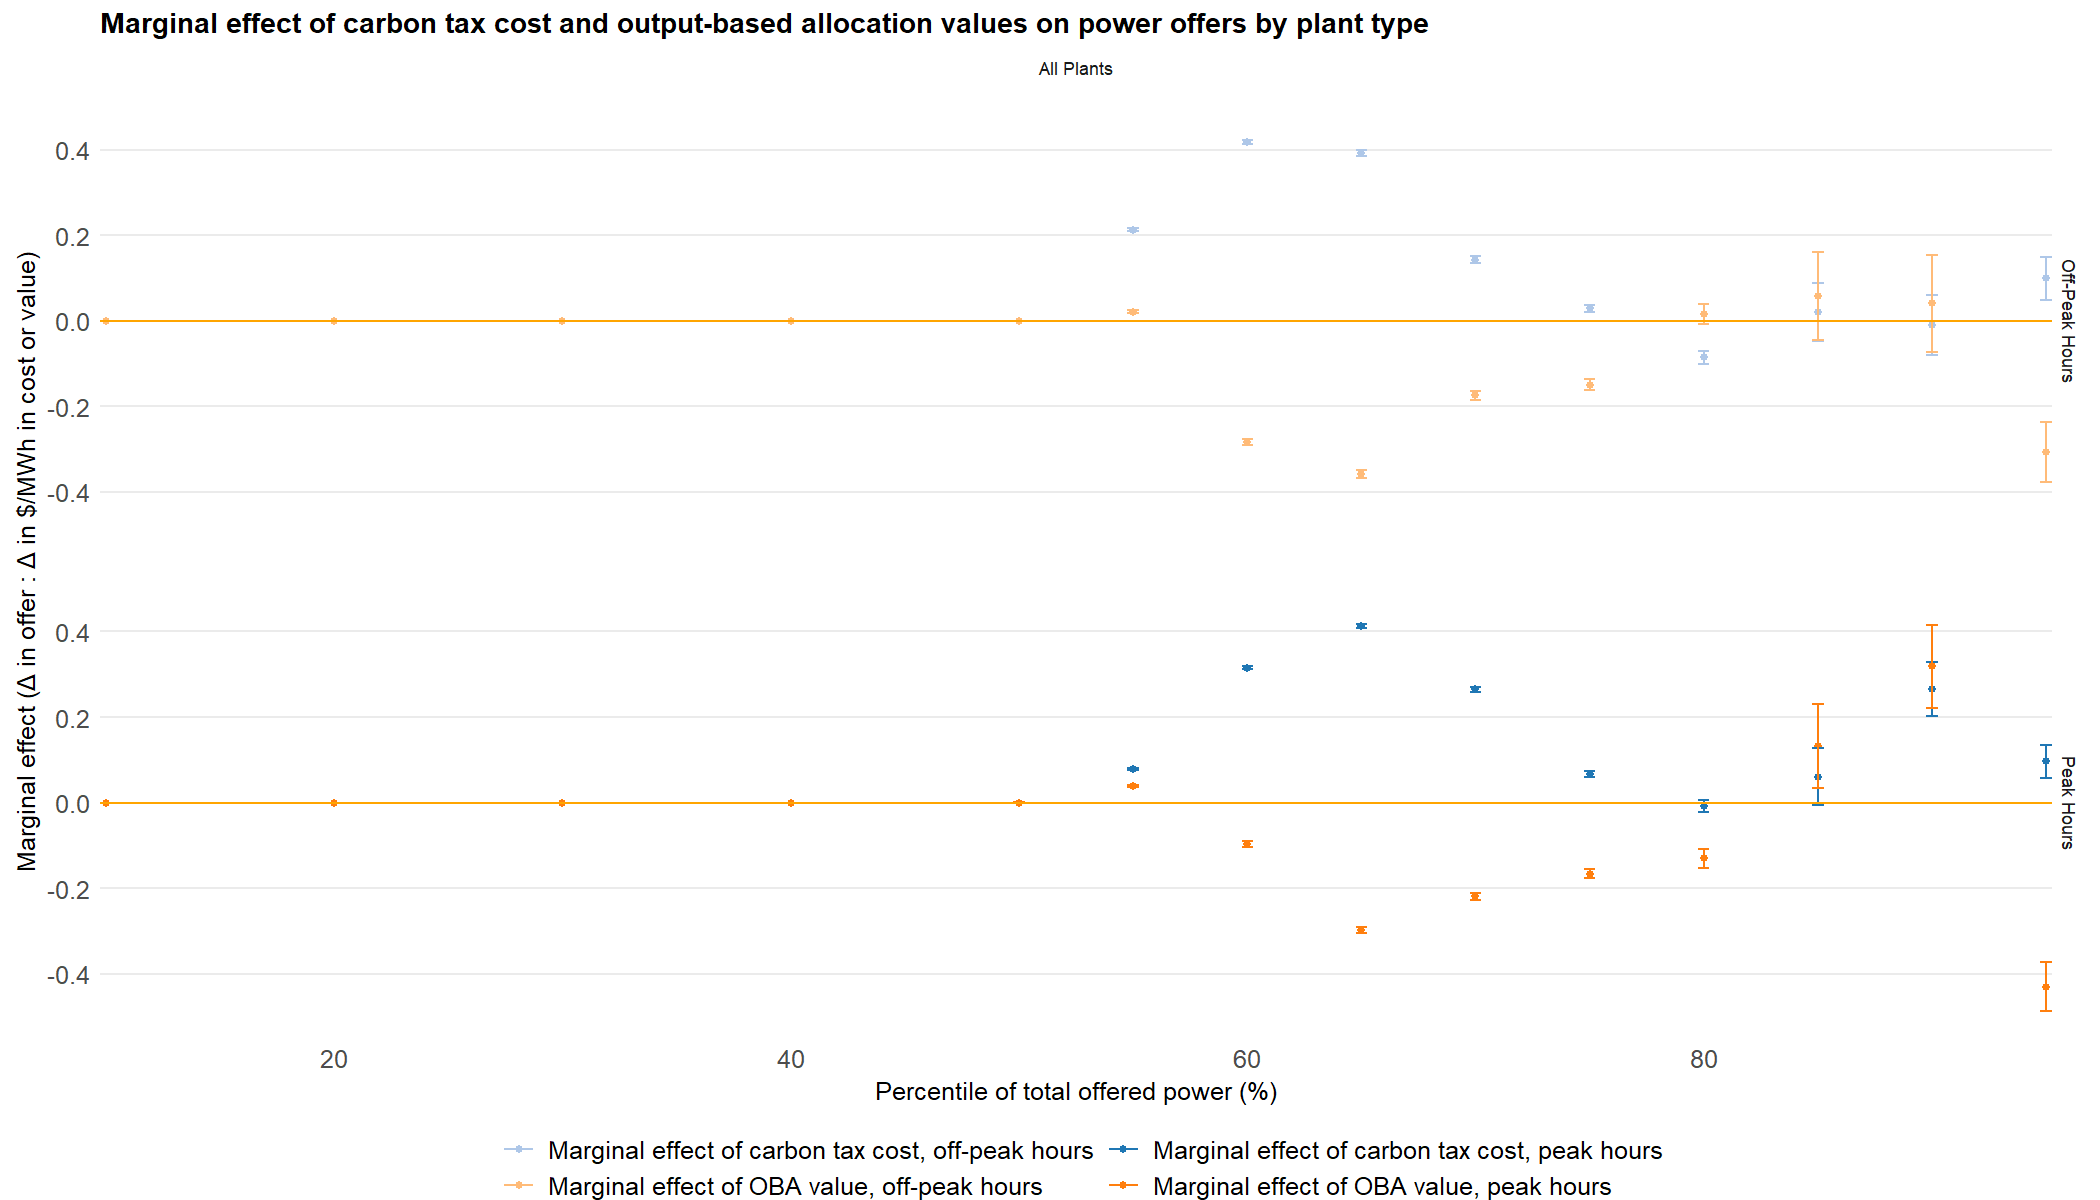 Marginal effect of carbon tax cost and output-based allocation values on power offers by plant type
All Plants
Marginal effect (Δ in offer : Δ in $/MWh in cost or value)
0.4
0.2
0.0
-0.2
-0.4
Off-Peak Hours
0.4
0.2
0.0
-0.2
-0.4
Peak Hours
20 40 60 80
Percentile of total offered power (%)
Marginal effect of carbon tax cost, off-peak hours Marginal effect of carbon tax cost, peak hours
Marginal effect of OBA value, off-peak hours Marginal effect of OBA value, peak hours